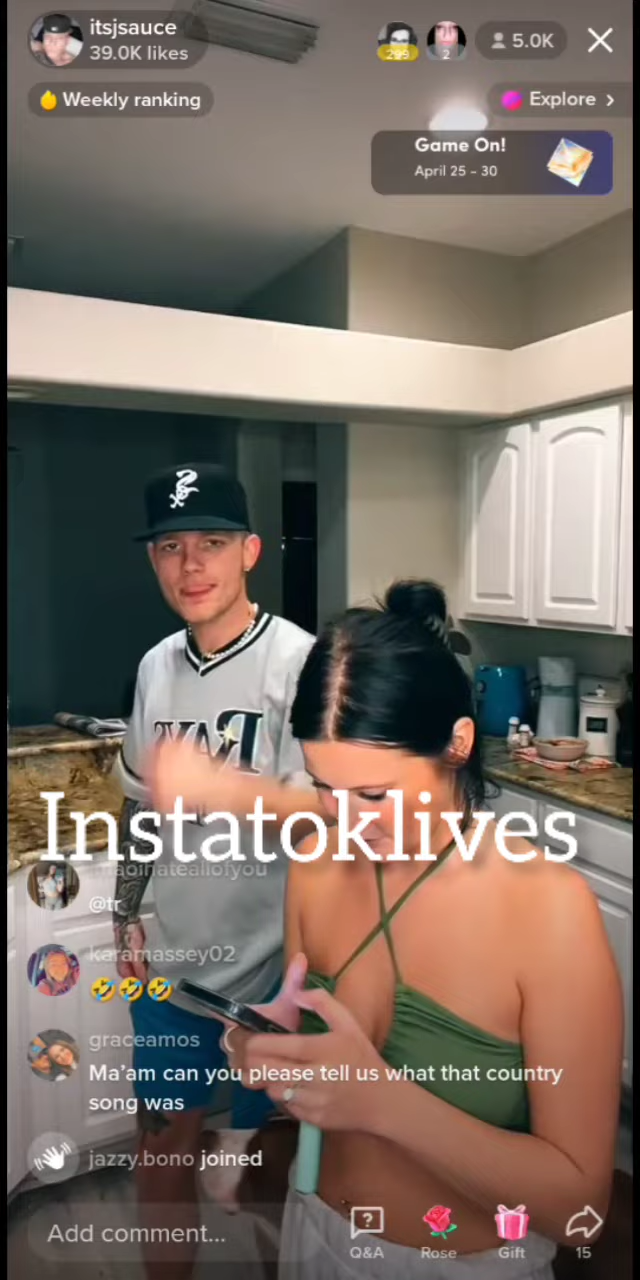 itsjsauce
39.0K likes
299
2
5.0K
Weekly ranking
Explore >
Game On!
April 25 - 30
Instatoklives
@tr
karamassey02
🤣🤣🤣
graceamos
Ma'am can you please tell us what that country
song was
jazzy.bono joined
Add comment...
Q&A
Rose
Gift
15